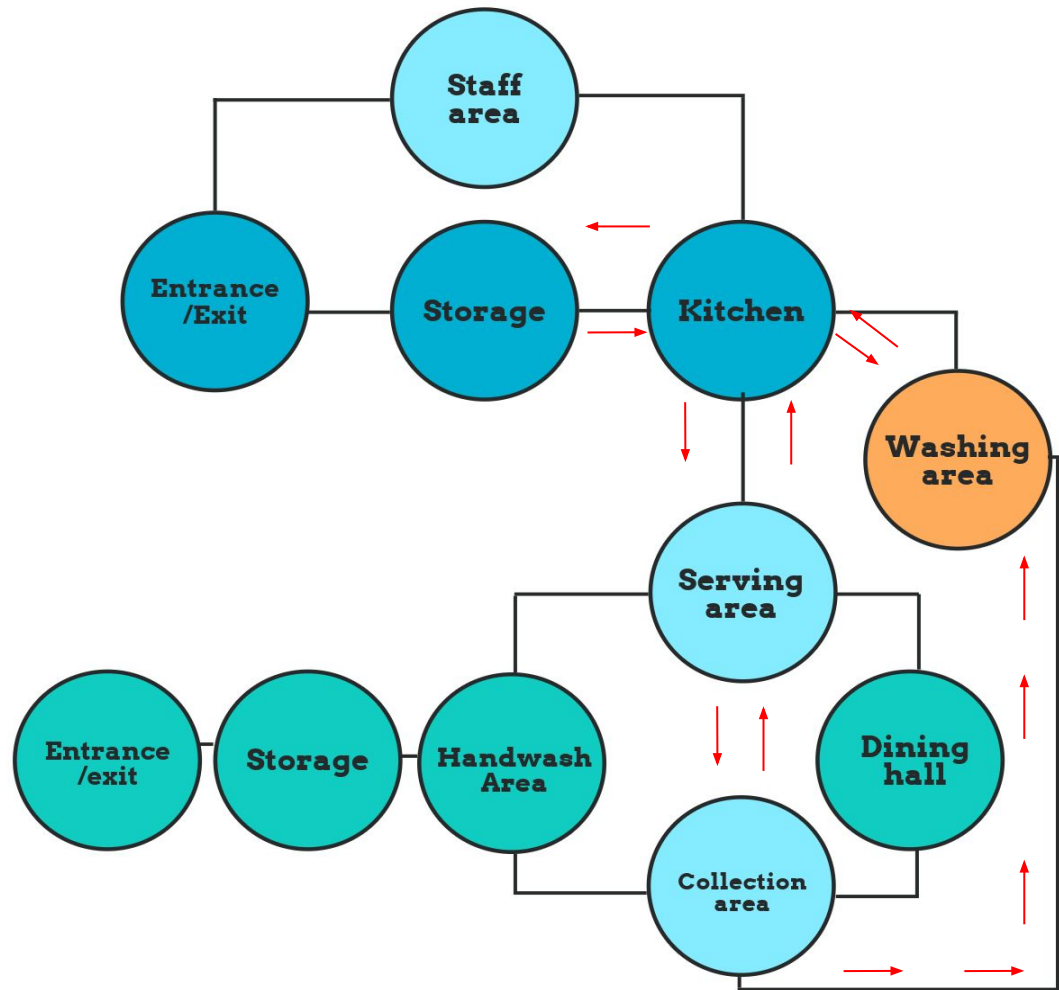 Staff
area
Entrance
/Exit
Storage
Kitchen
Washing
area
Serving
area
Entrance
/exit
Storage
Handwash
Area
Dining
hall
Collection
area